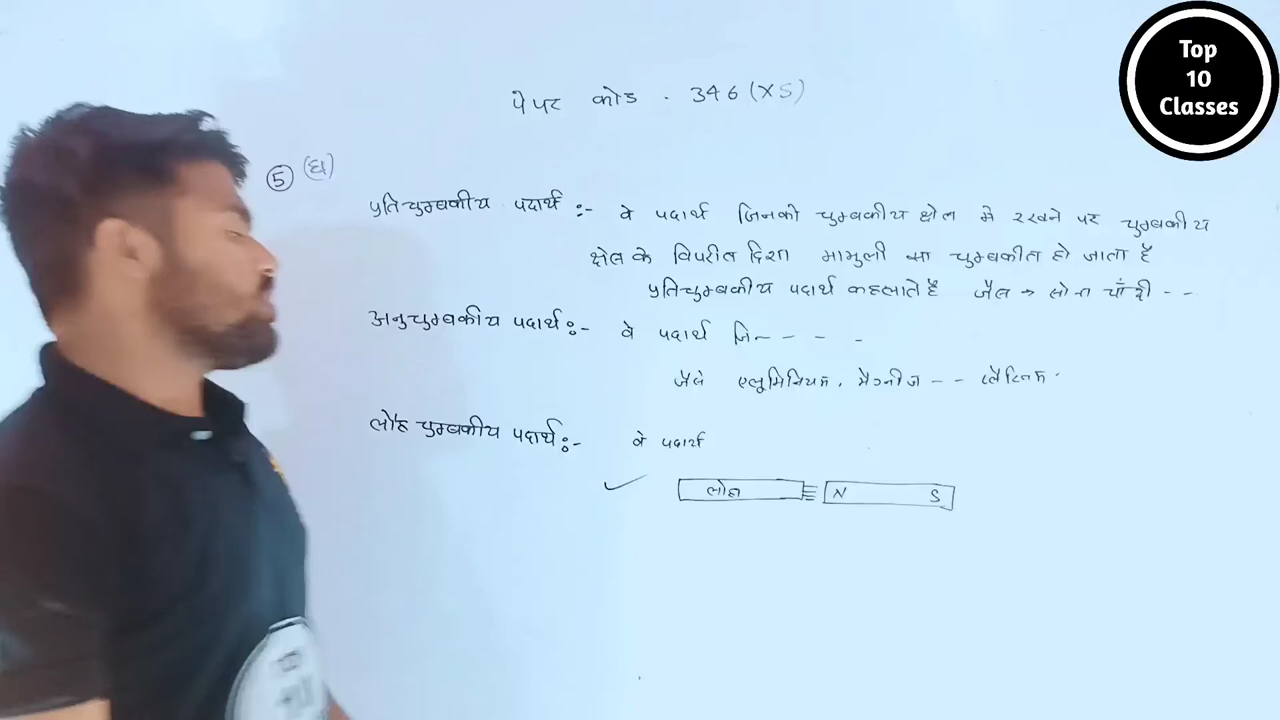 Top
10
Classes
पेपर कोड . 346 (XS)
5 (घ)
प्रतिचुम्बकीय पदार्थ :- वे पदार्थ जिनको चुम्बकीय क्षेत्र मे रखने पर चुम्बकीय
क्षेत्र के विपरीत दिशा मामुली सा चुम्बकीत हो जाता है
प्रतिचुम्बकीय पदार्थ कहलाते है जैसे → सोना चाँदी - -
अनुचुम्बकीय पदार्थ :- वे पदार्थ जि - - - -
जैसे एलुमिनियम, मैग्नीज - - प्लैटिनम .
लौह चुम्बकीय पदार्थ :- वे पदार्थ
लोहा N S